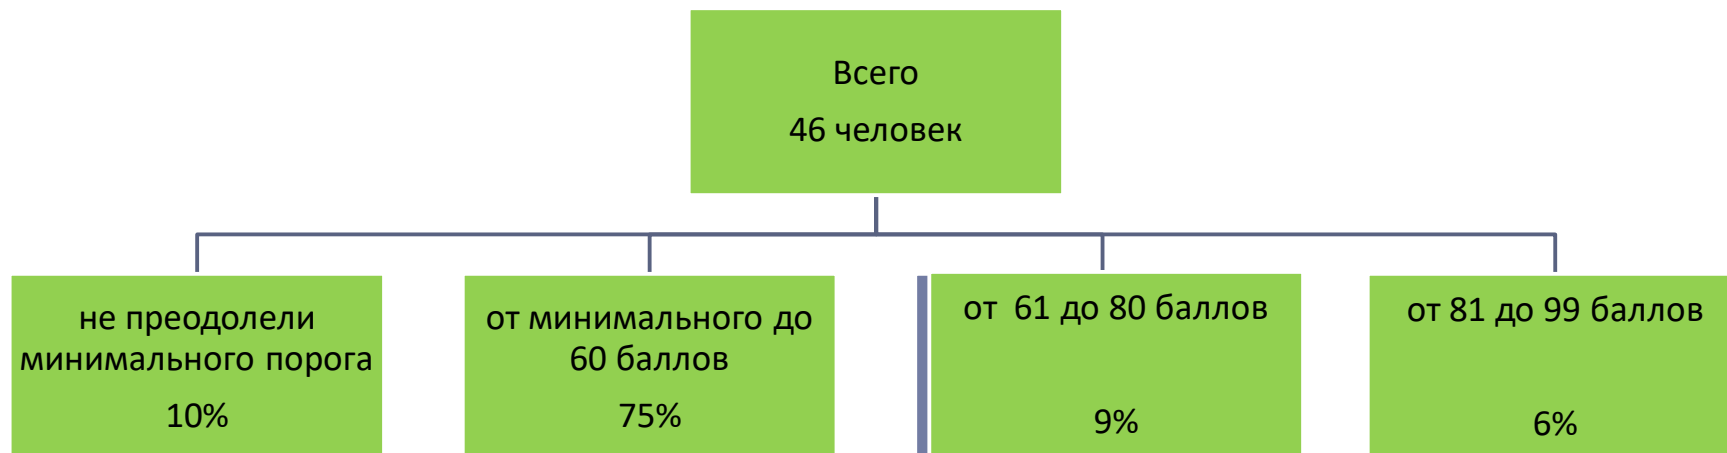 Всего
46 человек
не преодолели
минимального порога
10%
от минимального до
60 баллов
75%
от 61 до 80 баллов
9%
от 81 до 99 баллов
6%